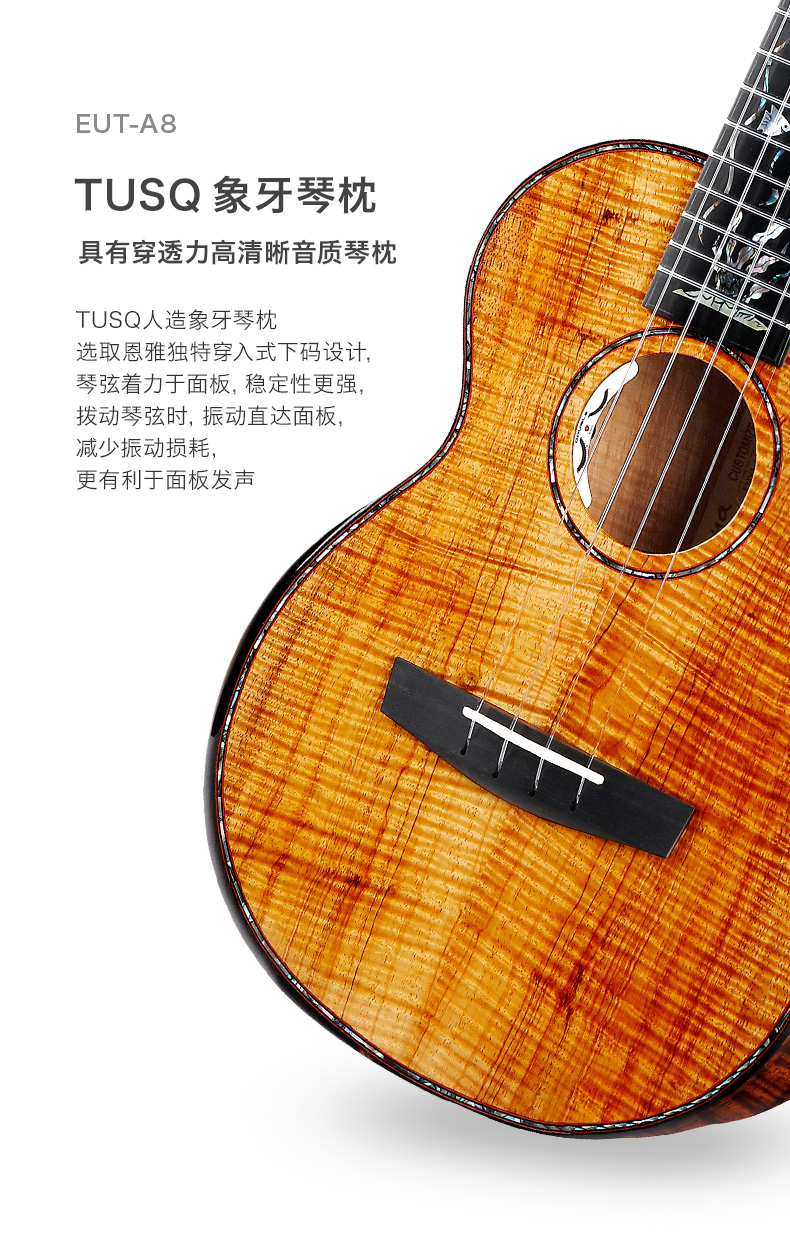 EUT-A8
TUSQ 象牙琴枕
具有穿透力高清晰音质琴枕
TUSQ人造象牙琴枕
选取恩雅独特穿入式下码设计,
琴弦着力于面板, 稳定性更强,
拨动琴弦时, 振动直达面板,
减少振动损耗,
更有利于面板发声